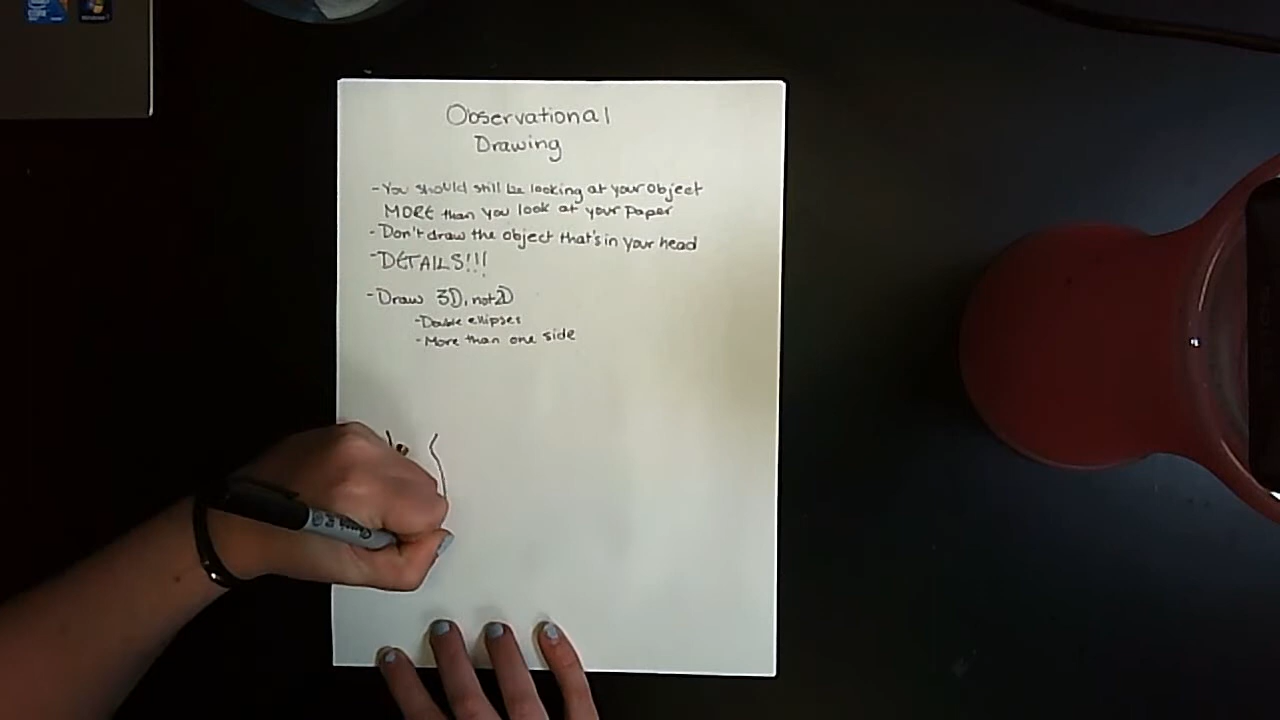 Observational
Drawing
-You should still be looking at your object
MORE than you look at your paper
-Don't draw the object that's in your head
-DETAILS!!!
-Draw 3D, not 2D
-Double ellipses
-More than one side